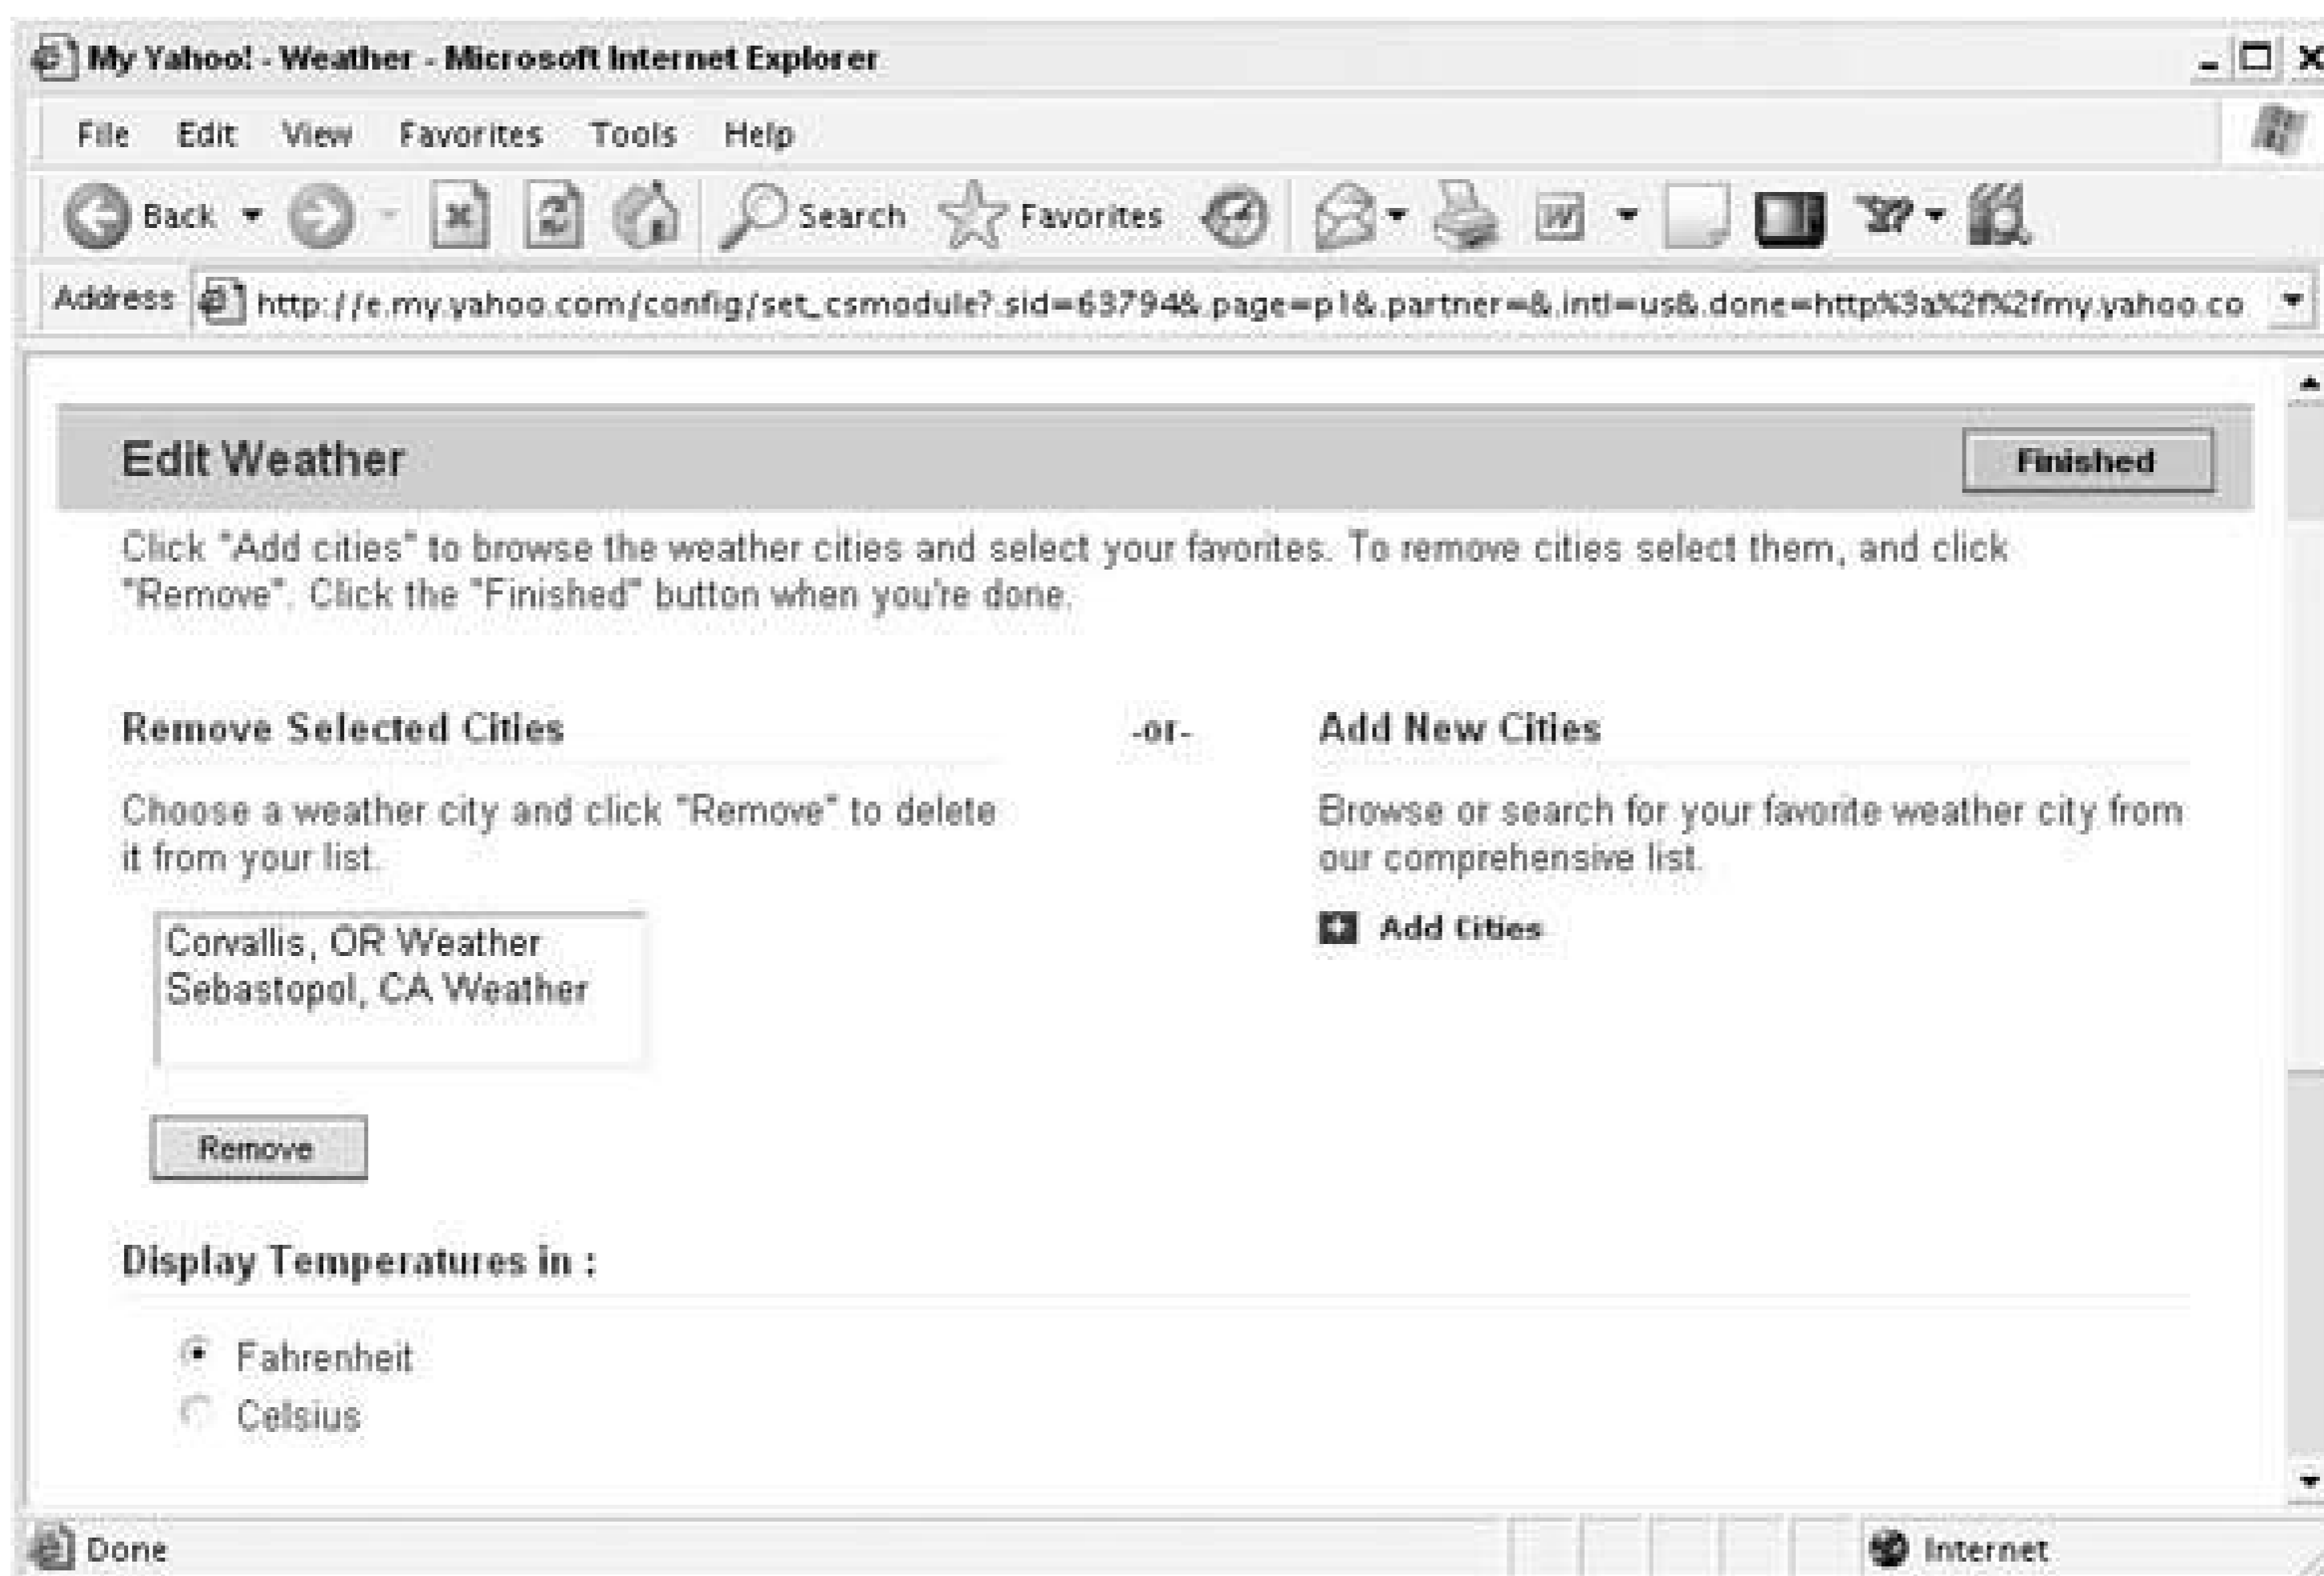 My Yahoo! - Weather - Microsoft Internet Explorer
File Edit View Favorites Tools Help
Back Search Favorites
Address http://e.my.yahoo.com/config/set_csmodule?.sid=63794&.page=p1&.partner=&.intl=us&.done=http%3a%2f%2fmy.yahoo.co
Edit Weather Finished
Click "Add cities" to browse the weather cities and select your favorites. To remove cities select them, and click
"Remove". Click the "Finished" button when you're done.
Remove Selected Cities -or- Add New Cities
Choose a weather city and click "Remove" to delete
it from your list.
Browse or search for your favorite weather city from
our comprehensive list.
Corvallis, OR Weather
Sebastopol, CA Weather
Add Cities
Remove
Display Temperatures in :
Fahrenheit
Celsius
Done Internet